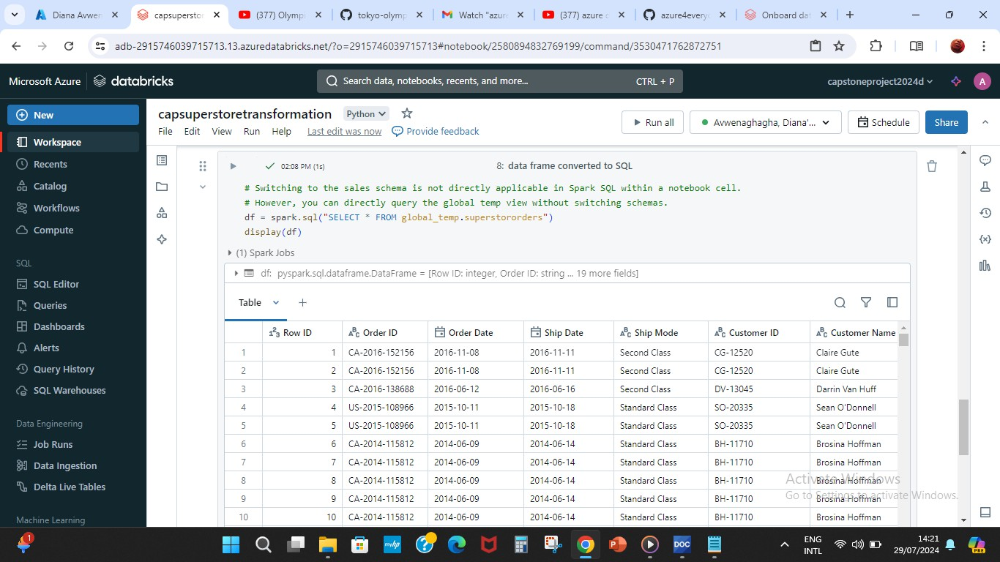 Diana Avwen
capsupersto
(377) Olympi
tokyo-olymp
Watch "azur
(377) azure c
azure4every
Onboard dat
adb-2915746039715713.13.azuredatabricks.net/?o=2915746039715713#notebook/2580894832769199/command/3530471762872751
Microsoft Azure databricks
Search data, notebooks, recents, and more... CTRL + P
capstoneproject2024d A
New
Workspace
Recents
Catalog
Workflows
Compute
SQL
SQL Editor
Queries
Dashboards
Alerts
Query History
SQL Warehouses
Data Engineering
Job Runs
Data Ingestion
Delta Live Tables
Machine Learning
capsuperstoretransformation Python
File Edit View Run Help Last edit was now Provide feedback
Run all Avwenaghagha, Diana'... Schedule Share
02:08 PM (1s) 8: data frame converted to SQL
# Switching to the sales schema is not directly applicable in Spark SQL within a notebook cell.
# However, you can directly query the global temp view without switching schemas.
df = spark.sql("SELECT * FROM global_temp.superstororders")
display(df)
(1) Spark Jobs
df: pyspark.sql.dataframe.DataFrame = [Row ID: integer, Order ID: string ... 19 more fields]
Table +
Row ID Order ID Order Date Ship Date Ship Mode Customer ID Customer Name
1 1 CA-2016-152156 2016-11-08 2016-11-11 Second Class CG-12520 Claire Gute
2 2 CA-2016-152156 2016-11-08 2016-11-11 Second Class CG-12520 Claire Gute
3 3 CA-2016-138688 2016-06-12 2016-06-16 Second Class DV-13045 Darrin Van Huff
4 4 US-2015-108966 2015-10-11 2015-10-18 Standard Class SO-20335 Sean O'Donnell
5 5 US-2015-108966 2015-10-11 2015-10-18 Standard Class SO-20335 Sean O'Donnell
6 6 CA-2014-115812 2014-06-09 2014-06-14 Standard Class BH-11710 Brosina Hoffman
7 7 CA-2014-115812 2014-06-09 2014-06-14 Standard Class BH-11710 Brosina Hoffman
8 8 CA-2014-115812 2014-06-09 2014-06-14 Standard Class BH-11710 Brosina Hoffman
9 9 CA-2014-115812 2014-06-09 2014-06-14 Standard Class BH-11710 Brosina Hoffman
10 10 CA-2014-115812 2014-06-09 2014-06-14 Standard Class BH-11710 Brosina Hoffman
Activate Windows
Go to Settings to activate Windows.
1
myhp
DOC
ENG
INTL
14:21
29/07/2024
PRE